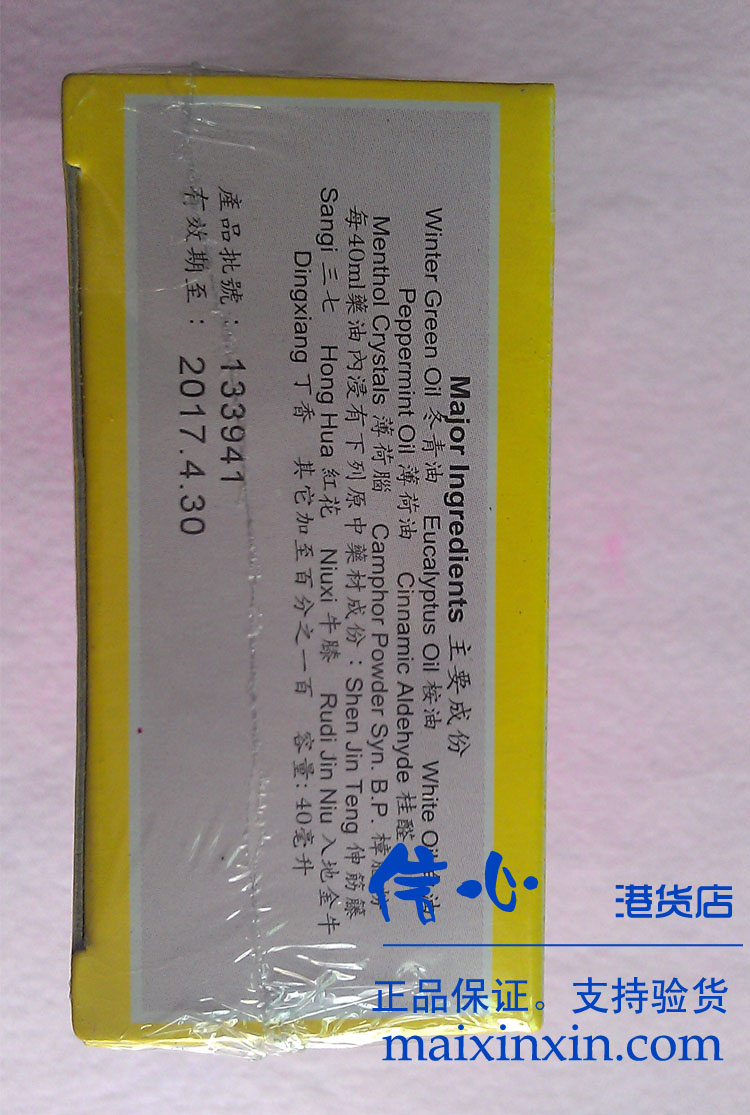 Major Ingredients 主要成份
Winter Green Oil 冬青油 Eucalyptus Oil 桉油 White Oil
Peppermint Oil 薄荷油 Cinnamic Aldehyde 桂醛
Menthol Crystals 薄荷腦 Camphor Powder Syn. B.P. 樟
每40ml藥油內浸有下列原中藥材成份：Shen Jin Teng 伸筋藤
Sangi 三七 Hong Hua 紅花 Niuxi 牛膝 Rudi Jin Niu 入地金牛
Dingxiang 丁香 其它加至百分之一百 容量：40毫升
產品批號：133941
有效期至：2017.4.30
港货店
正品保证。支持验货
maixinxin.com